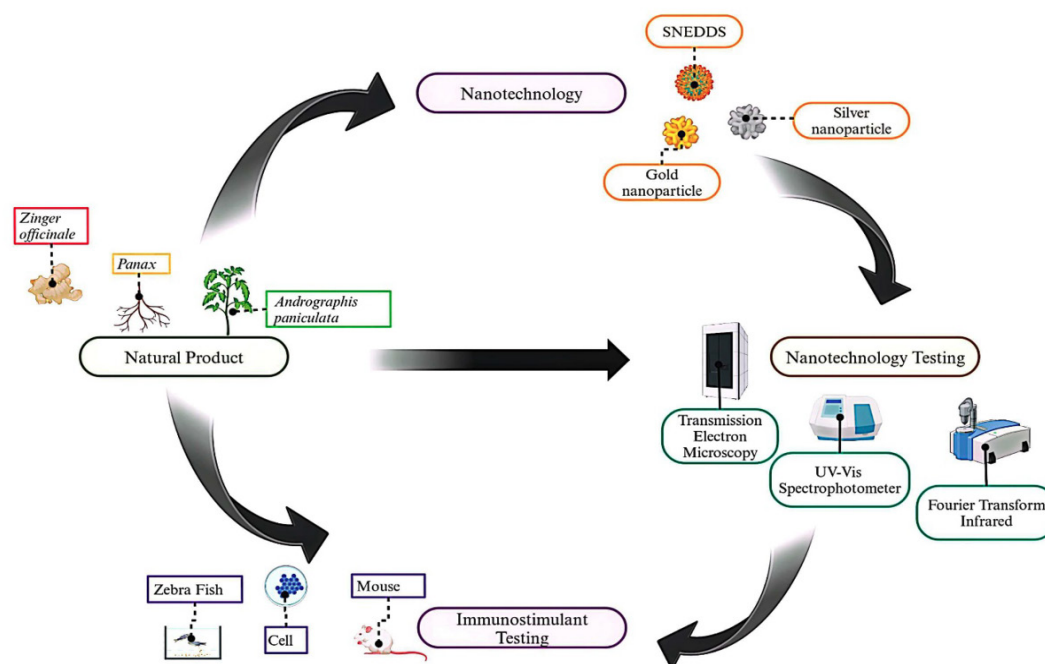 SNEDDS
Nanotechnology
Silver
nanoparticle
Gold
nanoparticle
Zinger
officinale
Panax
Andrographis
paniculata
Natural Product
Nanotechnology Testing
Transmission
Electron
Microscopy
UV-Vis
Spectrophotometer
Fourier Transform
Infrared
Zebra Fish
Cell
Mouse
Immunostimulant
Testing